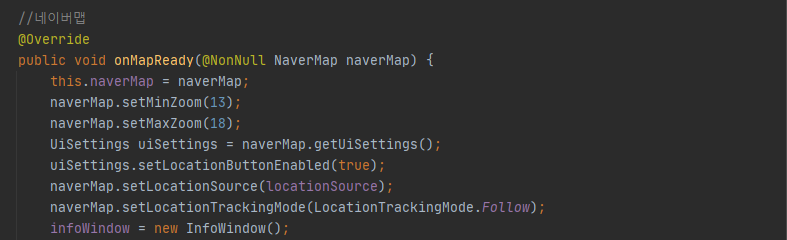 //네이버맵
@Override
public void onMapReady(@NonNull NaverMap naverMap) {
this.naverMap = naverMap;
naverMap.setMinZoom(13);
naverMap.setMaxZoom(18);
UiSettings uiSettings = naverMap.getUiSettings();
uiSettings.setLocationButtonEnabled(true);
naverMap.setLocationSource(locationSource);
naverMap.setLocationTrackingMode(LocationTrackingMode.Follow);
infoWindow = new InfoWindow();